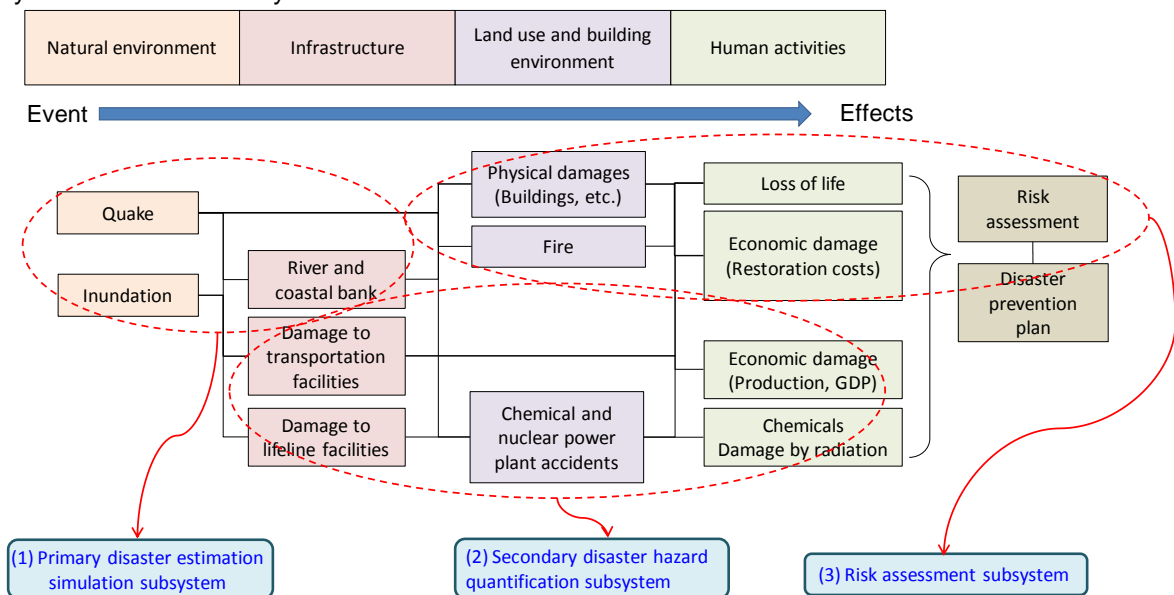 Natural environment
Infrastructure
Land use and building
environment
Human activities
Event
Effects
Quake
Inundation
River and
coastal bank
Damage to
transportation
facilities
Damage to
lifeline facilities
Physical damages
(Buildings, etc.)
Fire
Chemical and
nuclear power
plant accidents
Loss of life
Economic damage
(Restoration costs)
Economic damage
(Production, GDP)
Chemicals
Damage by radiation
Risk
assessment
Disaster
prevention
plan
(1) Primary disaster estimation
simulation subsystem
(2) Secondary disaster hazard
quantification subsystem
(3) Risk assessment subsystem